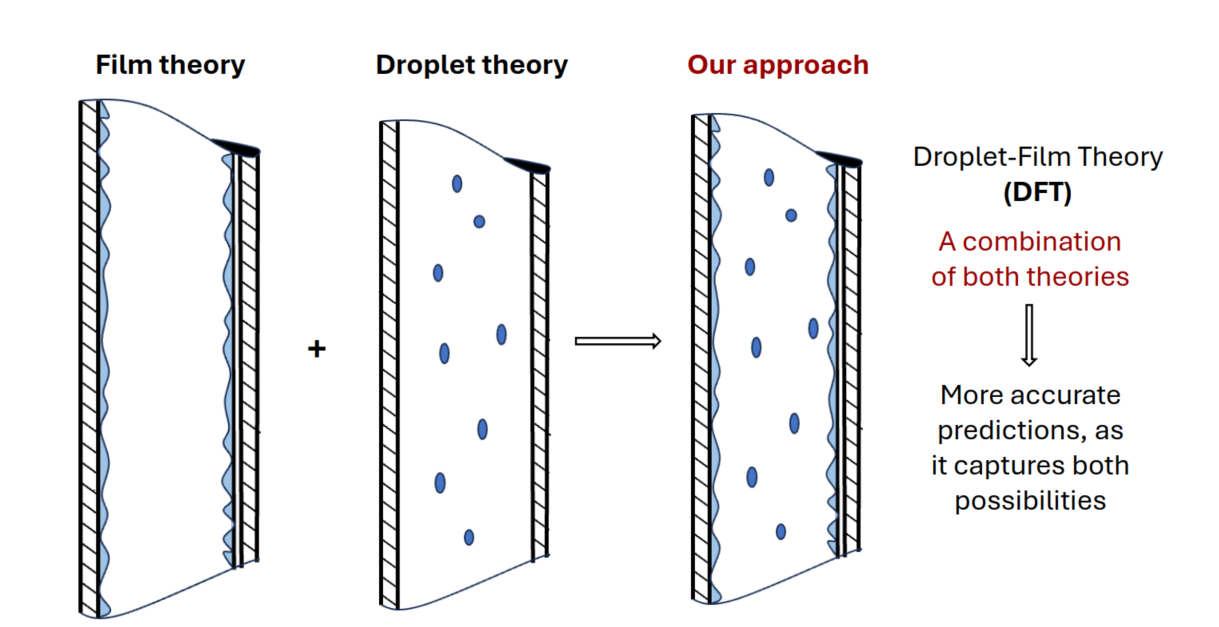 Film theory
Droplet theory
Our approach
+
Droplet-Film Theory
(DFT)
A combination
of both theories
More accurate
predictions, as
it captures both
possibilities